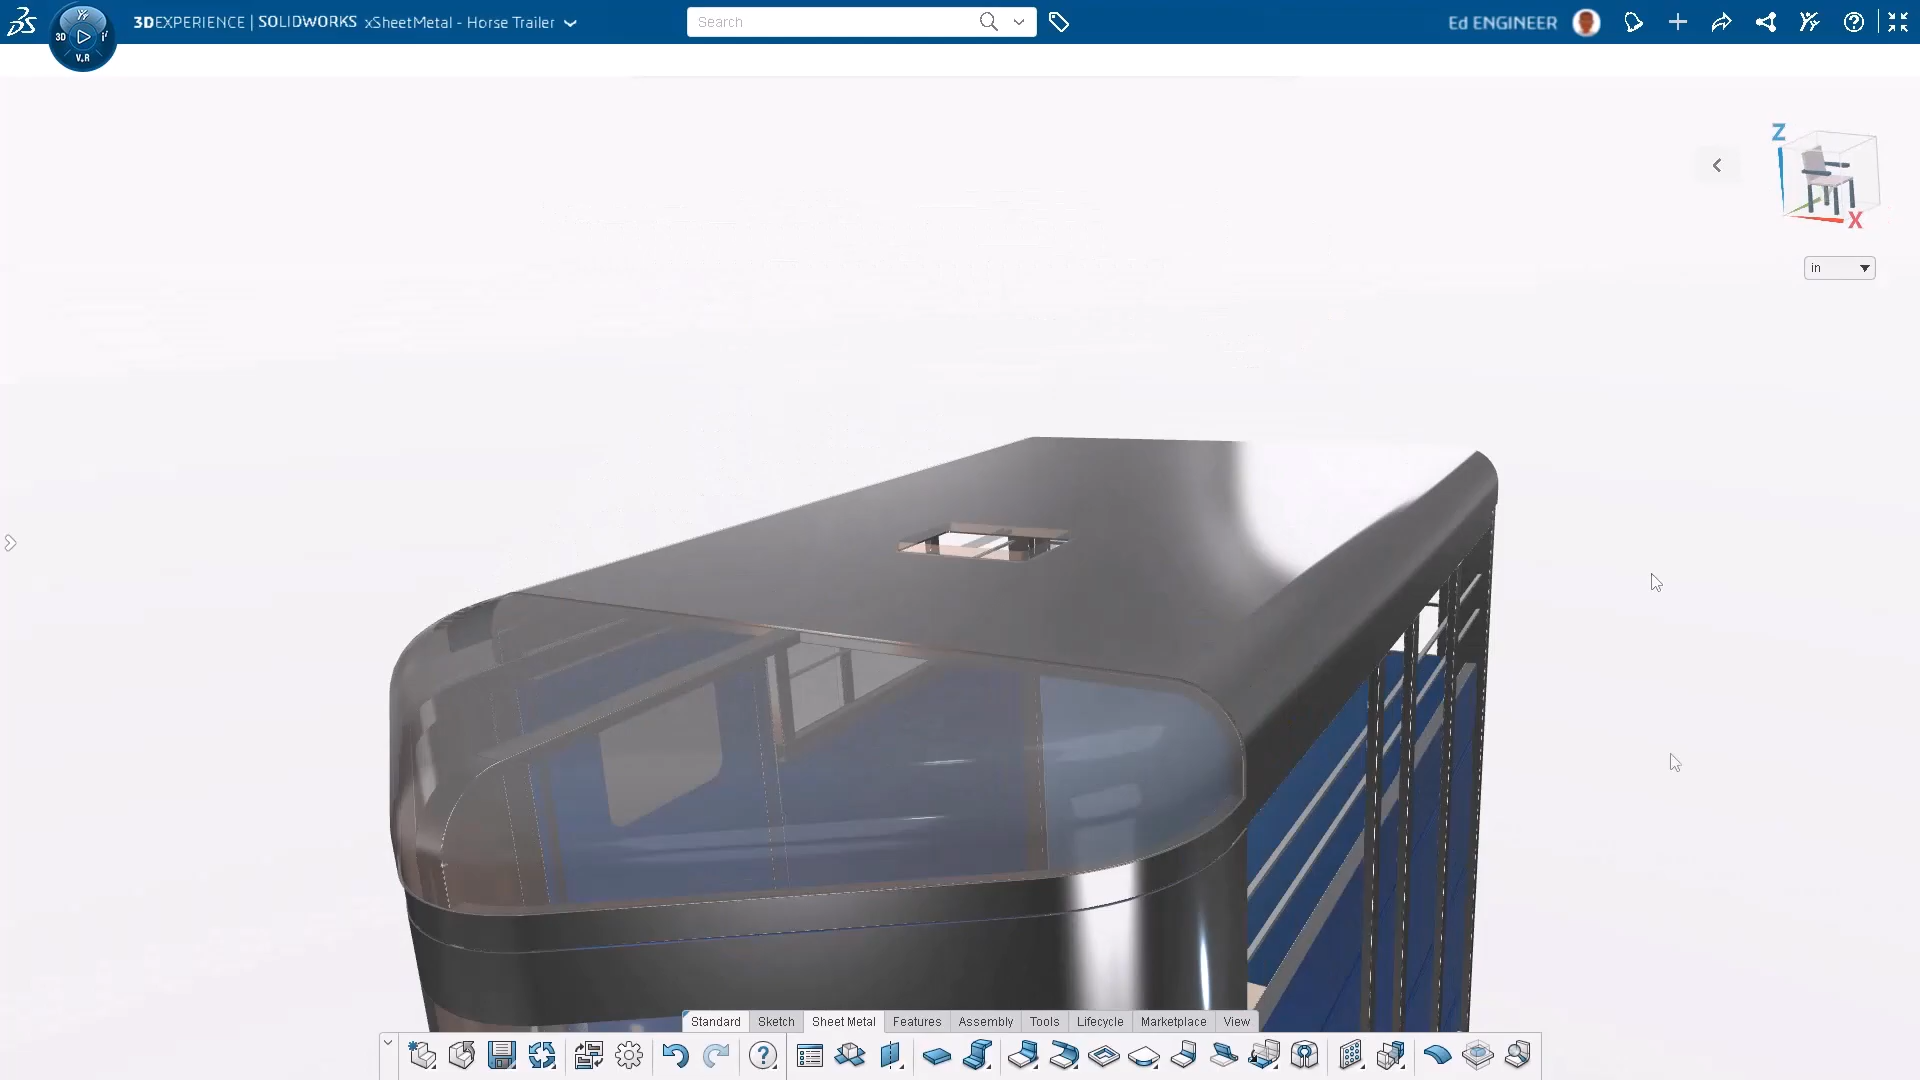 3DEXPERIENCE | SOLIDWORKS xSheetMetal - Horse Trailer
Search
Ed ENGINEER
3D
V.R
Z
X
in
Standard Sketch Sheet Metal Features Assembly Tools Lifecycle Marketplace View